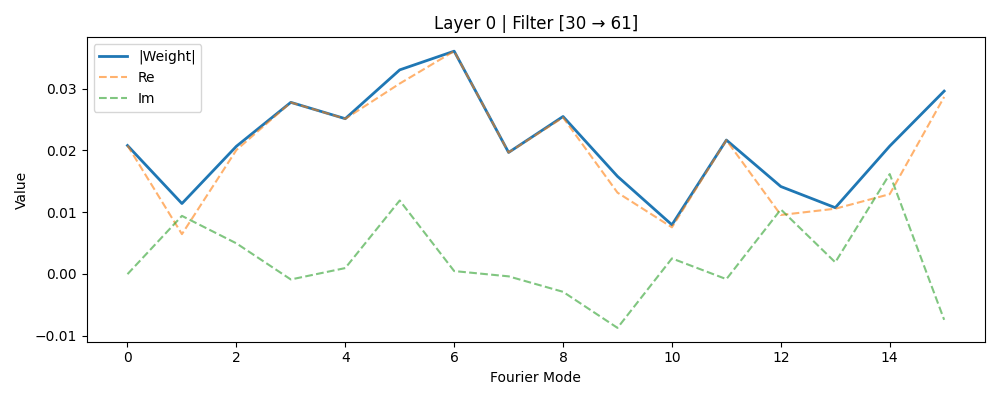 Layer 0 | Filter [30 → 61]
|Weight|
Re
Im
0.03
0.02
0.01
0.00
−0.01
Value
0 2 4 6 8 10 12 14
Fourier Mode